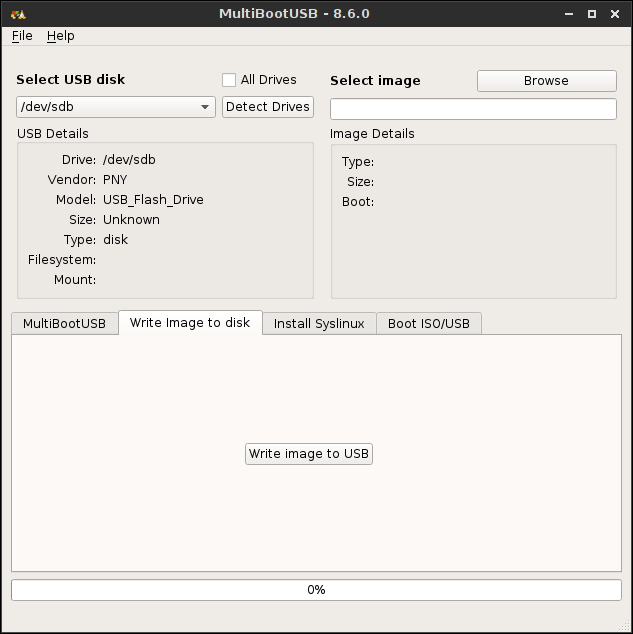 MultiBootUSB - 8.6.0
File Help
Select USB disk
All Drives
/dev/sdb
Detect Drives
Select image
Browse
USB Details
Drive: /dev/sdb
Vendor: PNY
Model: USB_Flash_Drive
Size: Unknown
Type: disk
Filesystem:
Mount:
Image Details
Type:
Size:
Boot:
MultiBootUSB
Write Image to disk
Install Syslinux
Boot ISO/USB
Write image to USB
0%